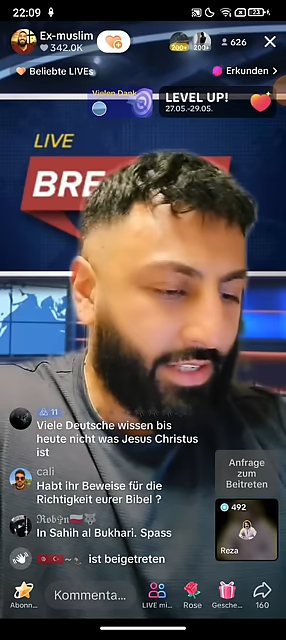 22:09
23
Ex-muslim
342.0K
200+
200+
626
Beliebte LIVEs
Erkunden
Vielen Dank
LEVEL UP!
27.05.-29.05.
LIVE
BRE
11
Viele Deutsche wissen bis
heute nicht was Jesus Christus
ist
cali
Habt ihr Beweise für die
Richtigkeit eurer Bibel ?
In Sahih al Bukhari. Spass
ist beigetreten
Anfrage
zum
Beitreten
492
Reza
Abonn...
Kommenta...
LIVE mi...
Rose
Gesche...
160